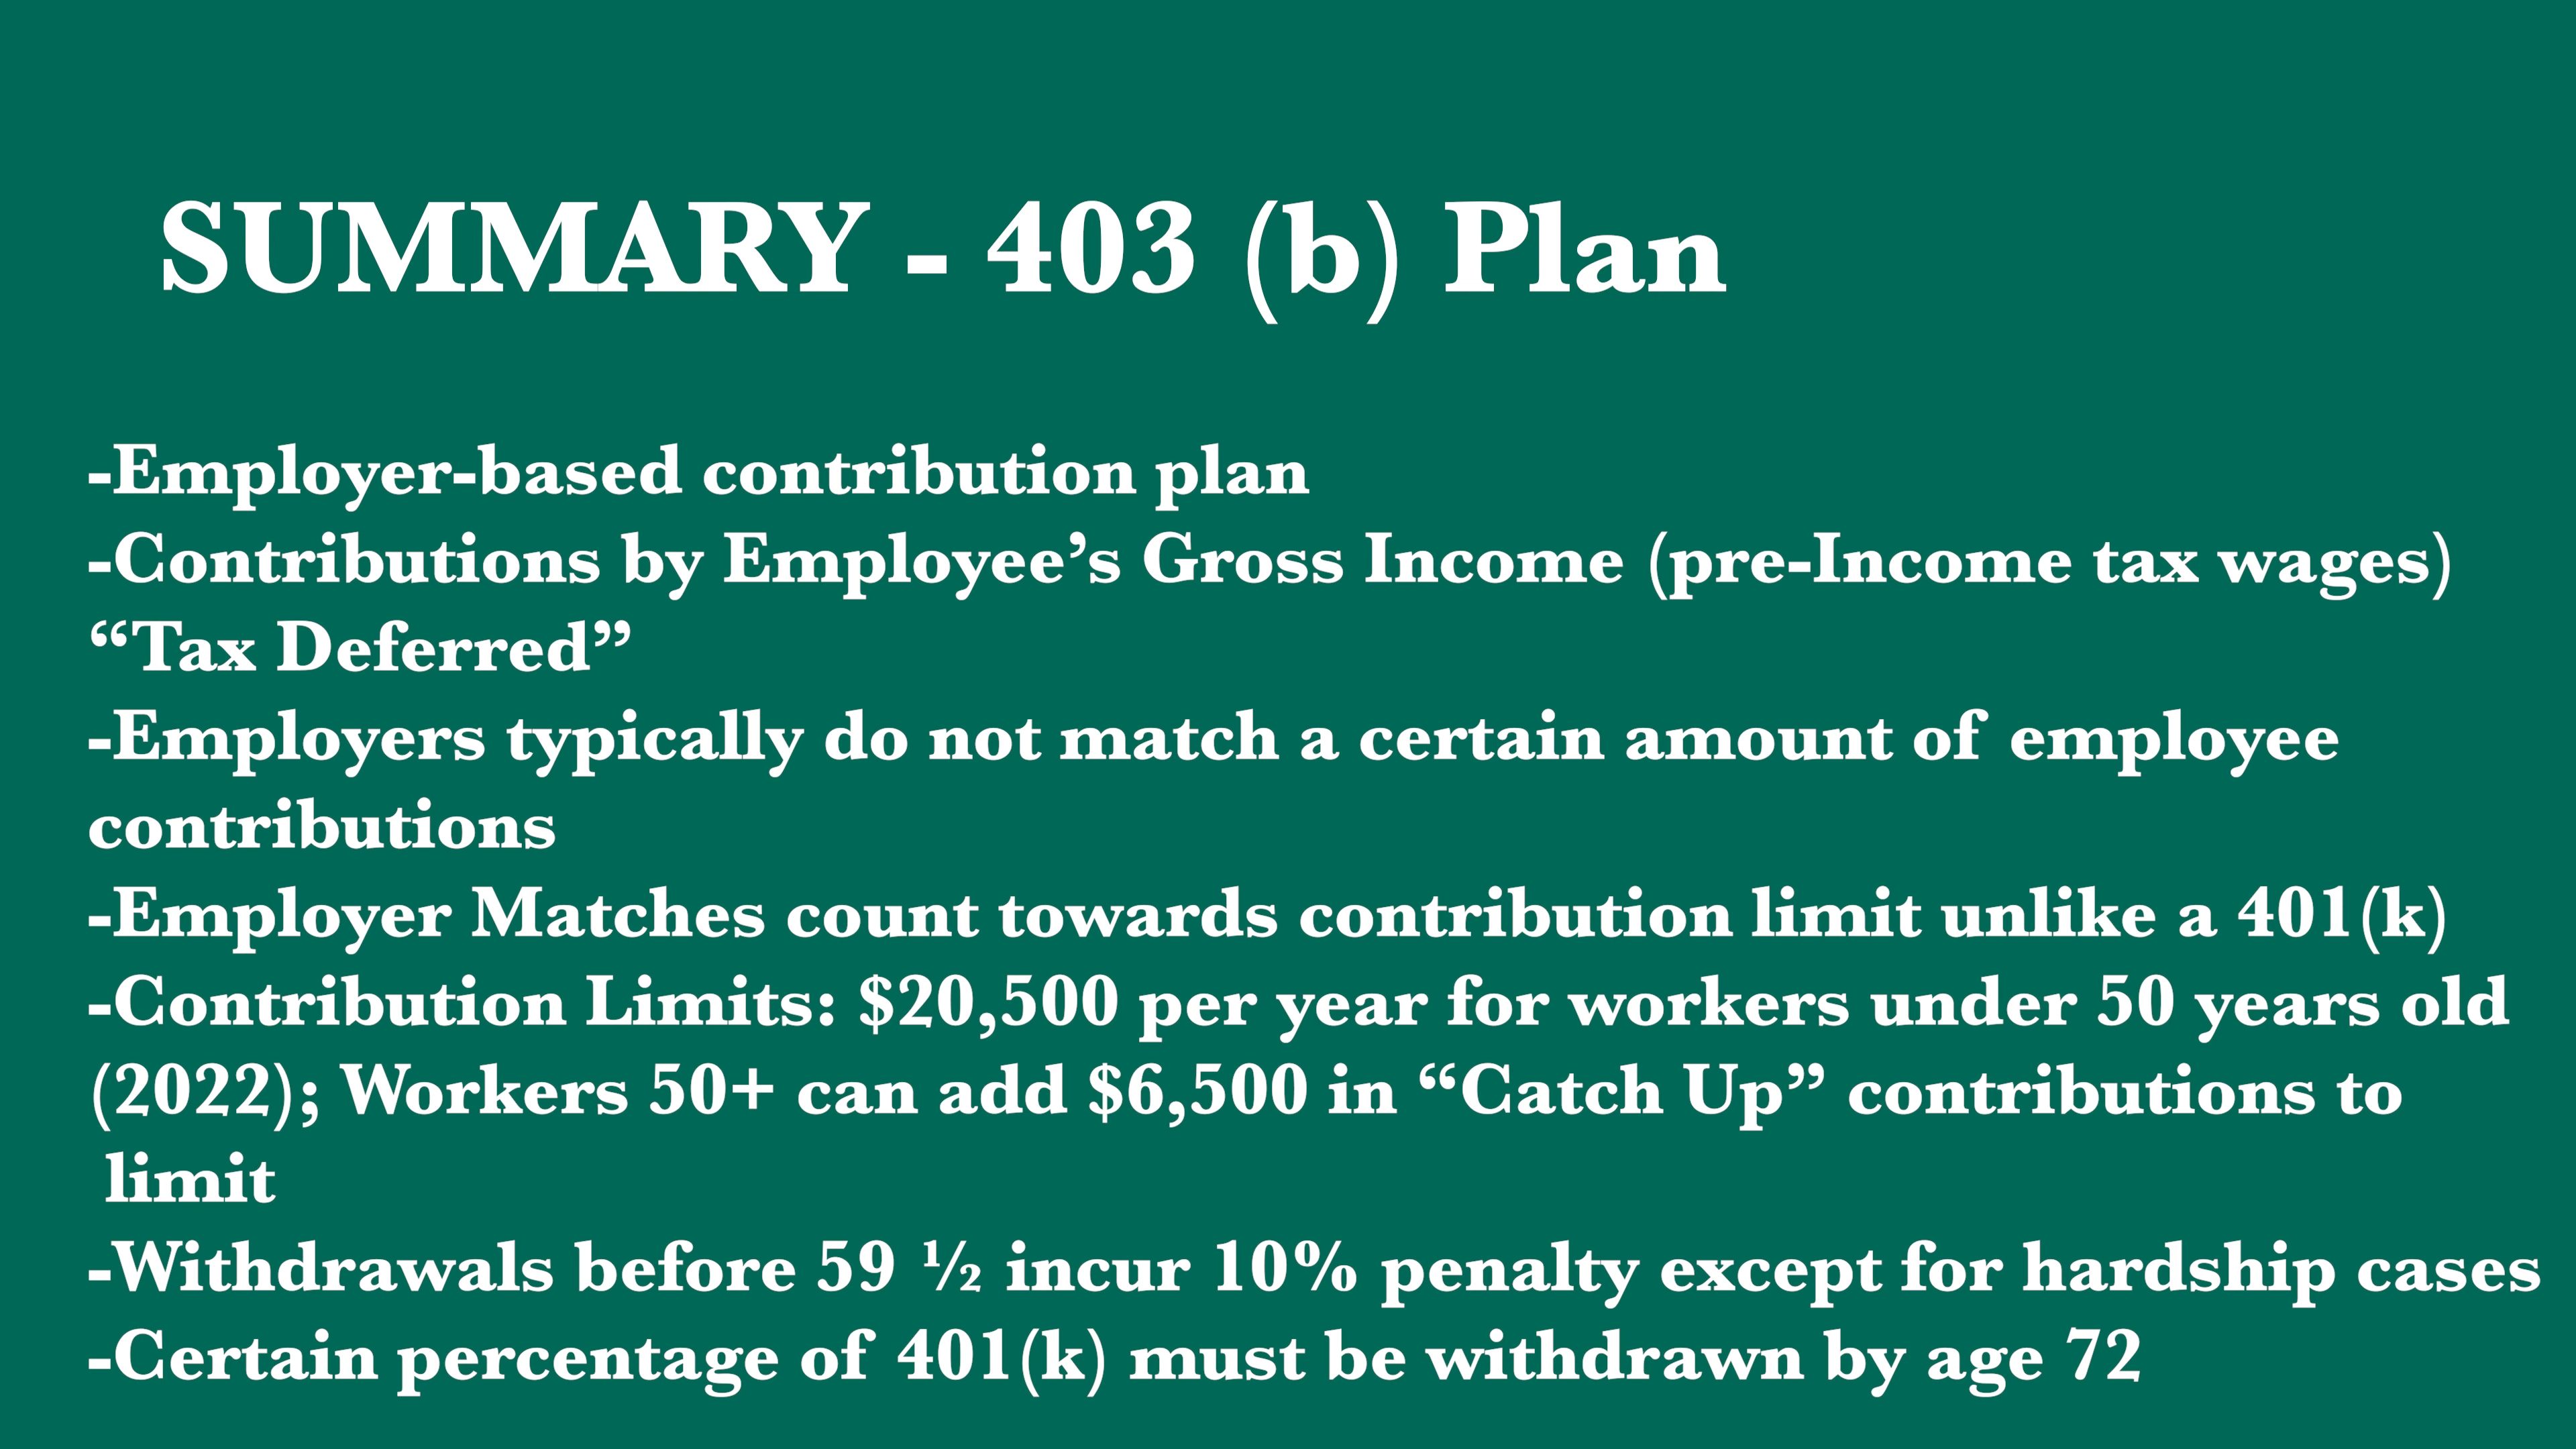 SUMMARY - 403 (b) Plan
-Employer-based contribution plan
-Contributions by Employee’s Gross Income (pre-Income tax wages)
“Tax Deferred”
-Employers typically do not match a certain amount of employee
contributions
-Employer Matches count towards contribution limit unlike a 401(k)
-Contribution Limits: $20,500 per year for workers under 50 years old
(2022); Workers 50+ can add $6,500 in “Catch Up” contributions to
limit
-Withdrawals before 59 ½ incur 10% penalty except for hardship cases
-Certain percentage of 401(k) must be withdrawn by age 72